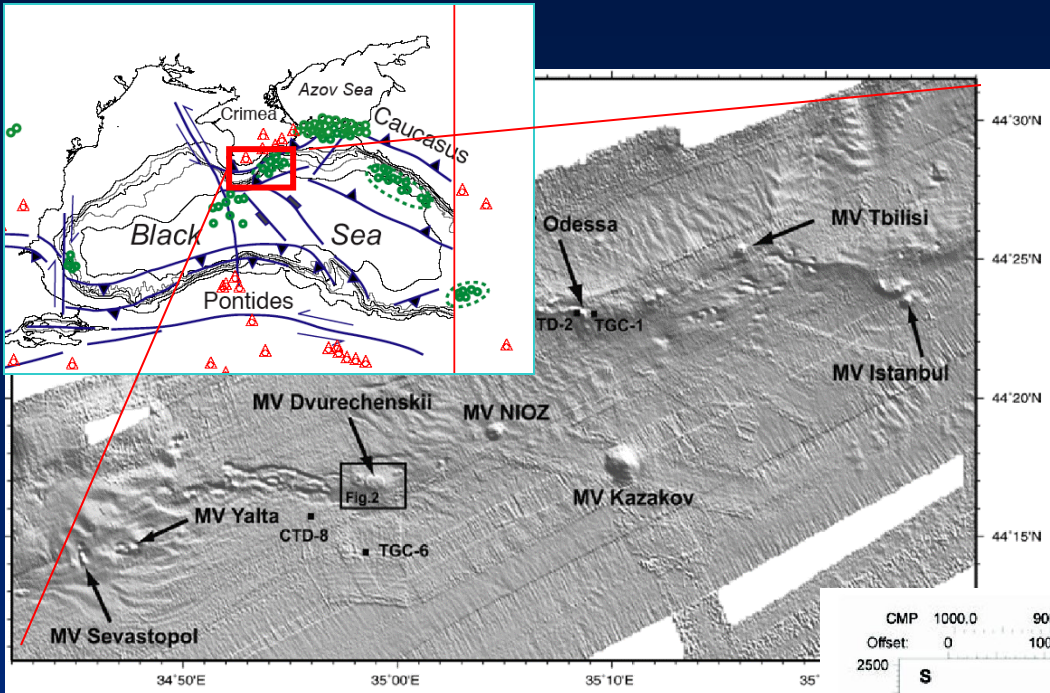 Azov Sea
Crimea
Caucasus
Black Sea
Pontides
44°30'N
MV Tbilisi
Odessa
44°25'N
TD-2
TGC-1
MV Istanbul
44°20'N
MV Dvurechenskii
MV NIOZ
Fig.2
MV Kazakov
MV Yalta
CTD-8
TGC-6
44°15'N
MV Sevastopol
34°50'E
35°00'E
35°10'E
CMP 1000.0 90
Offset: 0 100
2500
S